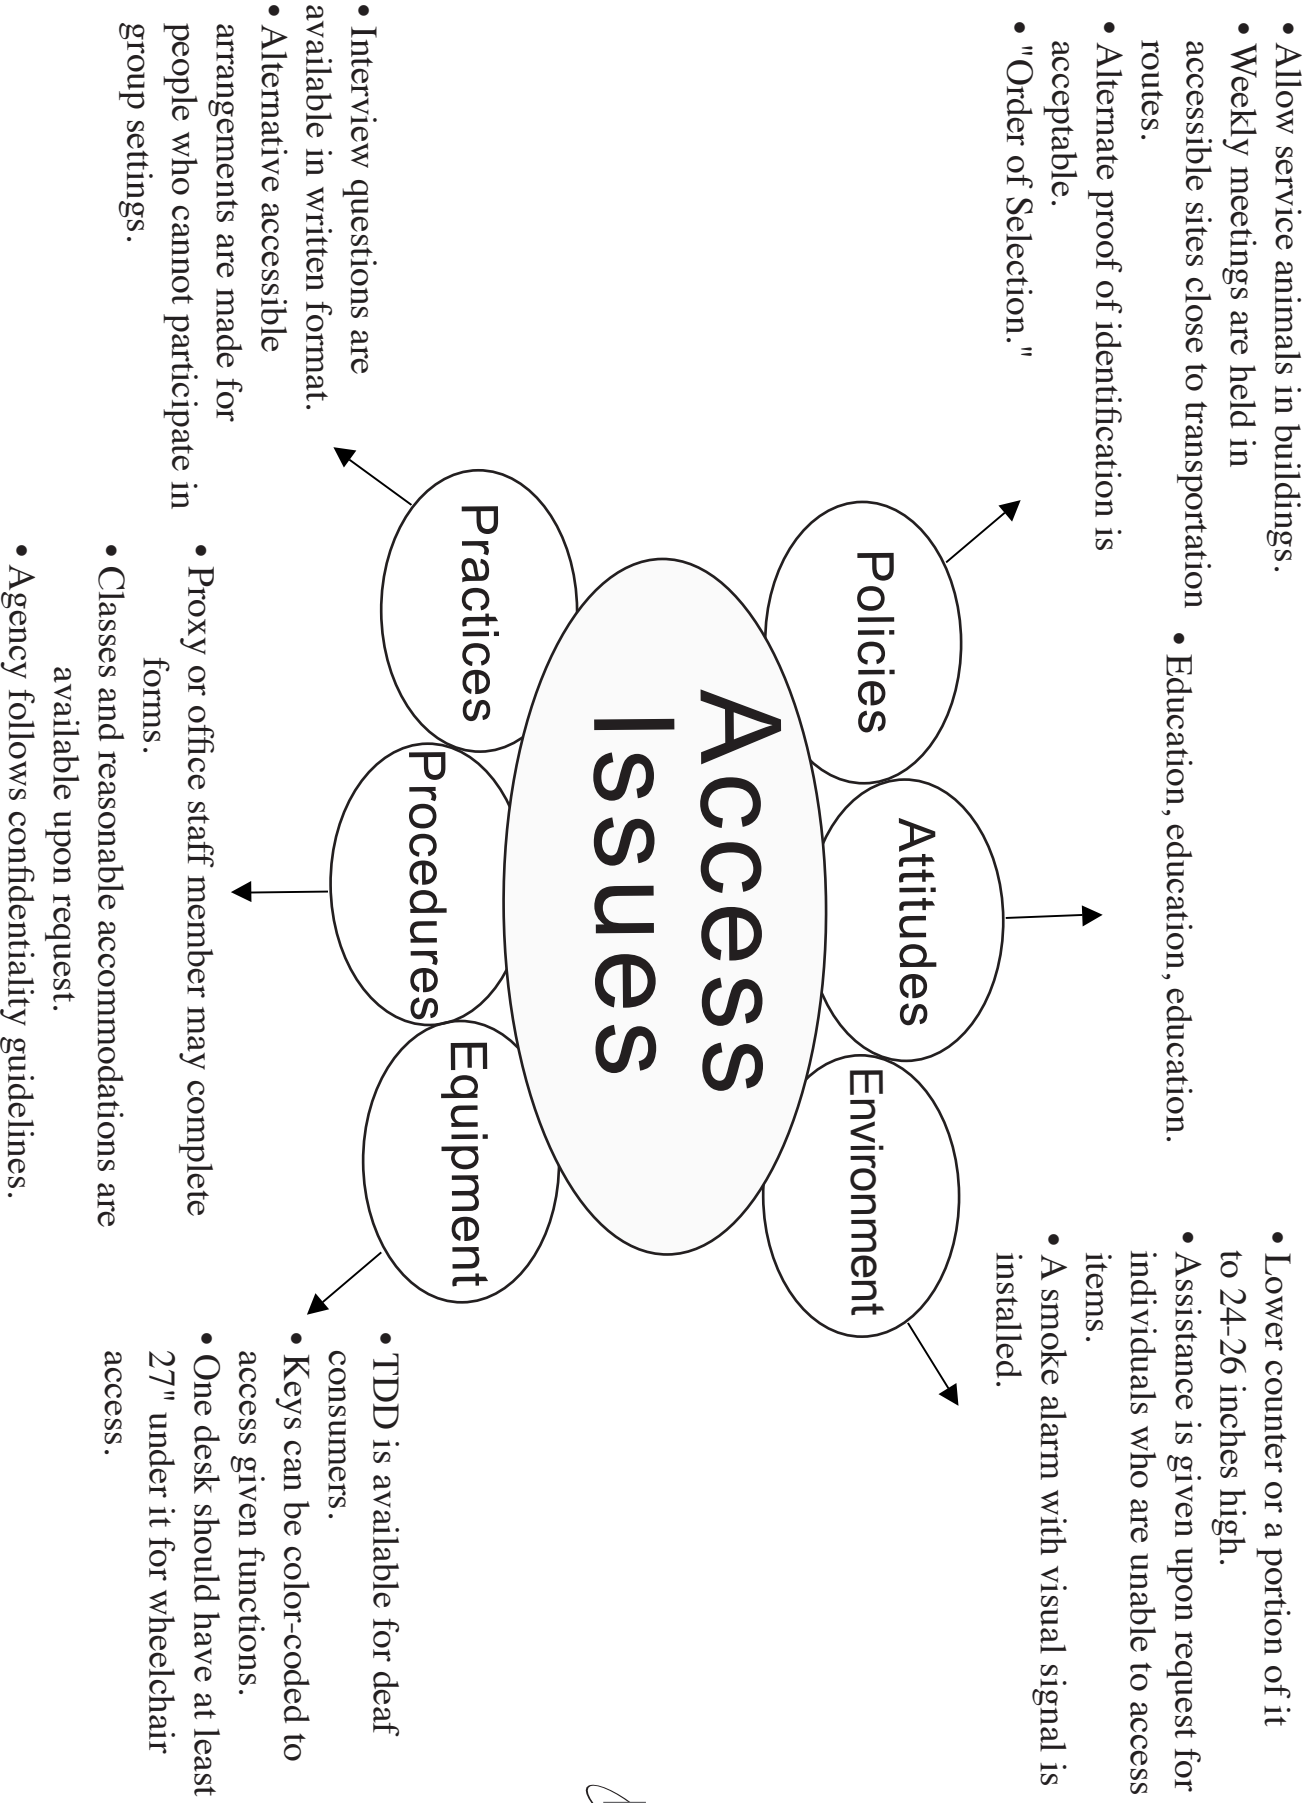 • Allow service animals in buildings.
• Weekly meetings are held in
accessible sites close to transportation
routes.
• Alternate proof of identification is
acceptable.
• "Order of Selection."
• Education, education, education.
• Lower counter or a portion of it
to 24-26 inches high.
• Assistance is given upon request for
individuals who are unable to access
items.
• A smoke alarm with visual signal is
installed.
Policies
Attitudes
Environment
Access
Issues
Practices
Procedures
Equipment
• Interview questions are
available in written format.
• Alternative accessible
arrangements are made for
people who cannot participate in
group settings.
• Proxy or office staff member may complete
forms.
• Classes and reasonable accommodations are
available upon request.
• Agency follows confidentiality guidelines.
• TDD is available for deaf
consumers.
• Keys can be color-coded to
access given functions.
• One desk should have at least
27" under it for wheelchair
access.